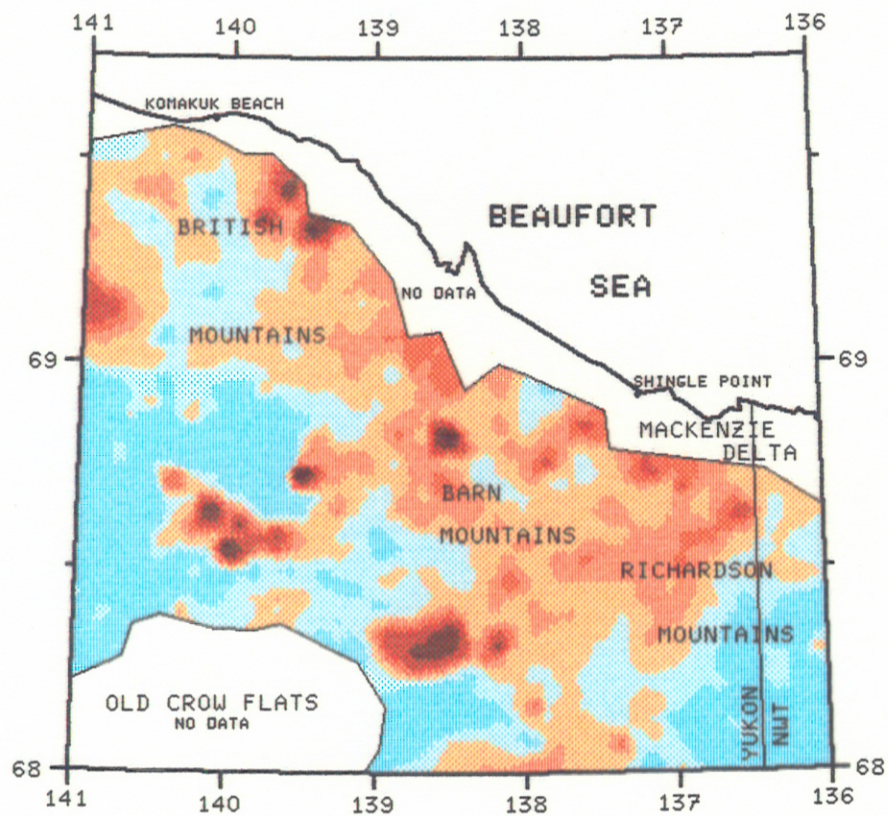 141
140
139
138
137
136
KOMAKUK BEACH
BEAUFORT
BRITISH
SEA
NO DATA
MOUNTAINS
69
69
SHINGLE POINT
MACKENZIE
DELTA
BARN
MOUNTAINS
RICHARDSON
MOUNTAINS
OLD CROW FLATS
NO DATA
YUKON
NWT
68
68
141
140
139
138
137
136